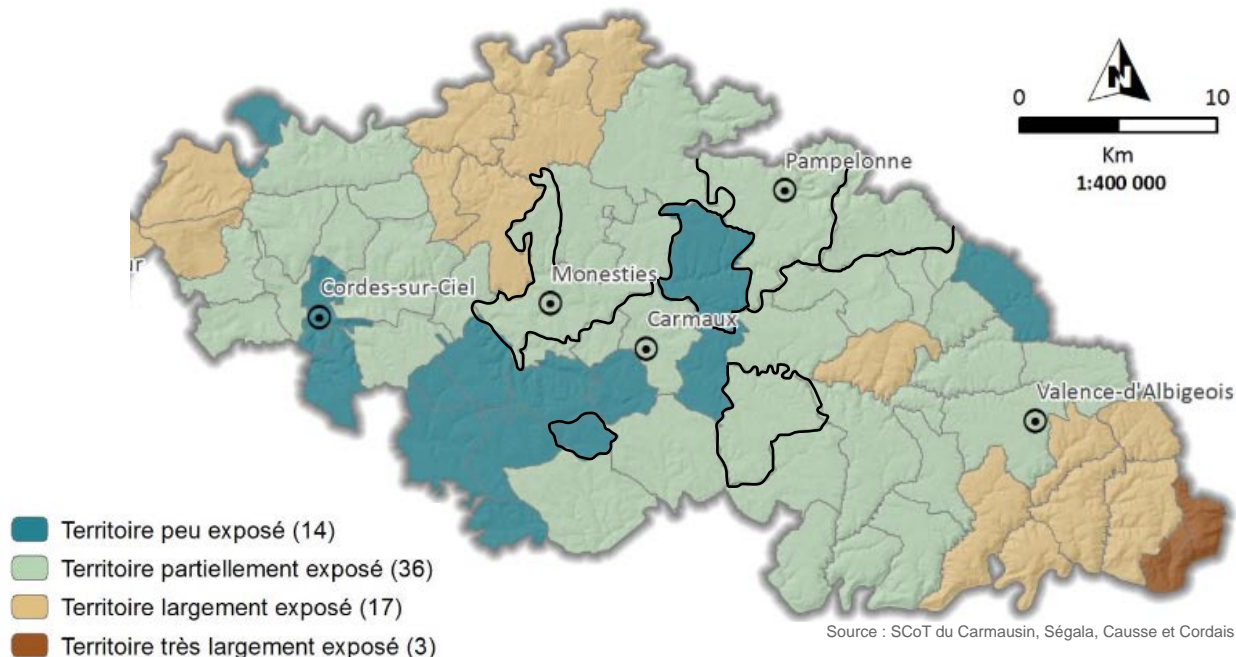 N
0 10
Km
1:400 000
Pampelonne
ur
Cordes-sur-Ciel
Monesties
Carmaux
Valence-d'Albigeois
Territoire peu exposé (14)
Territoire partiellement exposé (36)
Territoire largement exposé (17)
Territoire très largement exposé (3)
Source : SCoT du Carmausin, Ségala, Causse et Cordais